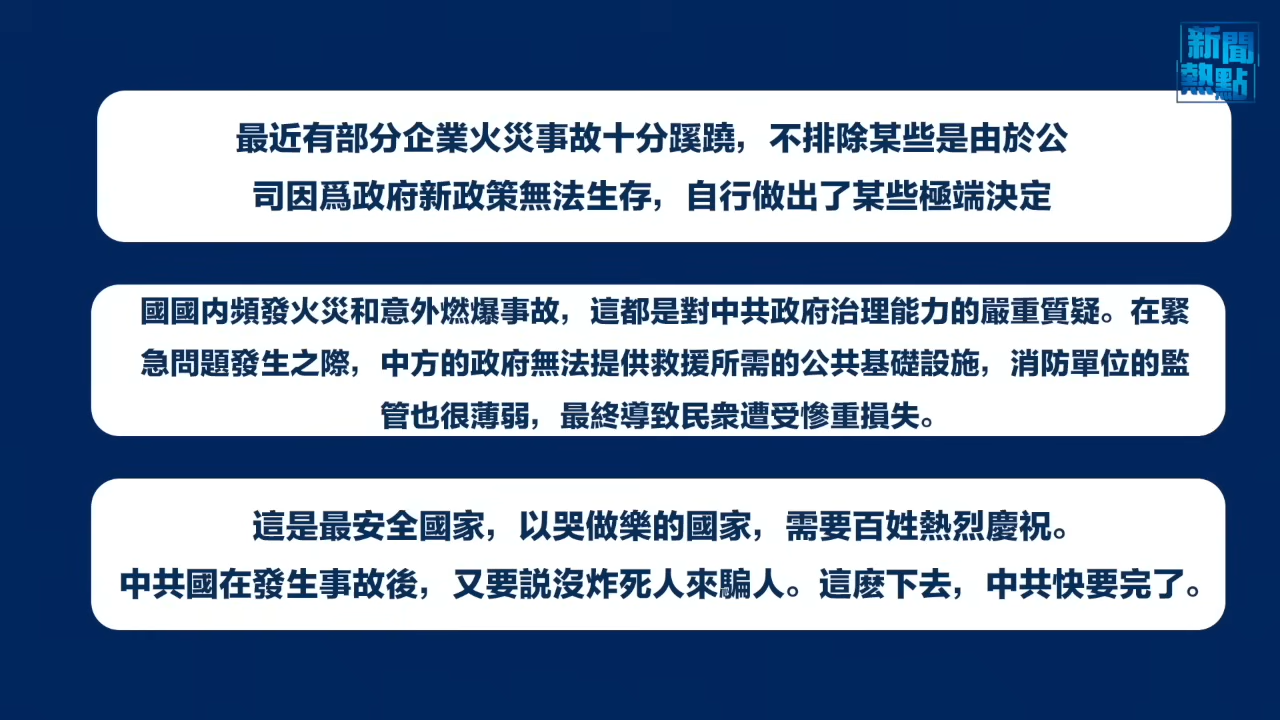 新聞
熱點
最近有部分企業火災事故十分蹊蹺，不排除某些是由於公
司因爲政府新政策無法生存，自行做出了某些極端決定
國國内頻發火災和意外燃爆事故，這都是對中共政府治理能力的嚴重質疑。在緊
急問題發生之際，中方的政府無法提供救援所需的公共基礎設施，消防單位的監
管也很薄弱，最終導致民衆遭受慘重損失。
這是最安全國家，以哭做樂的國家，需要百姓熱烈慶祝。
中共國在發生事故後，又要説沒炸死人來騙人。這麽下去，中共快要完了。